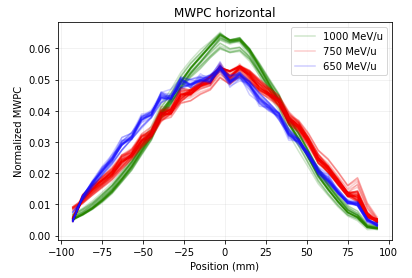 MWPC horizontal
1000 MeV/u
750 MeV/u
650 MeV/u
Normalized MWPC
0.06
0.05
0.04
0.03
0.02
0.01
0.00
−100 −75 −50 −25 0 25 50 75 100
Position (mm)